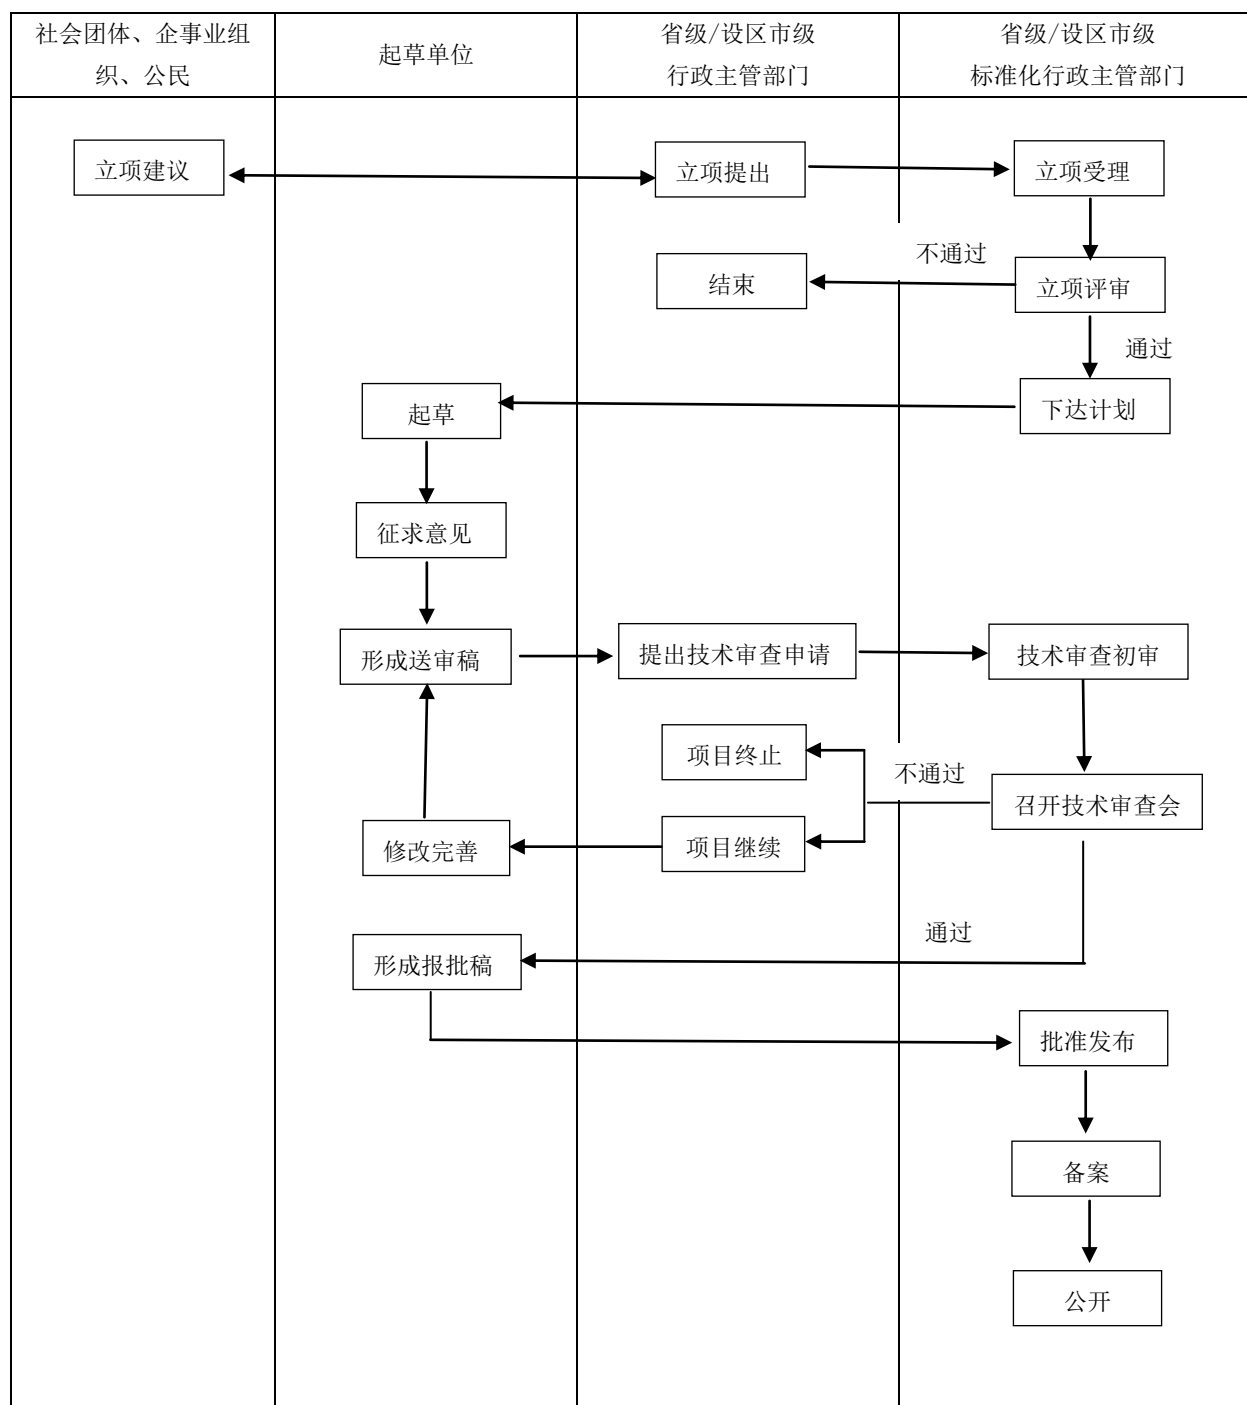 社会团体、企事业组
织、公民
起草单位
省级/设区市级
行政主管部门
省级/设区市级
标准化行政主管部门
立项建议
立项提出
立项受理
不通过
结束
立项评审
通过
起草
下达计划
征求意见
形成送审稿
提出技术审查申请
技术审查初审
项目终止
不通过
召开技术审查会
修改完善
项目继续
通过
形成报批稿
批准发布
备案
公开